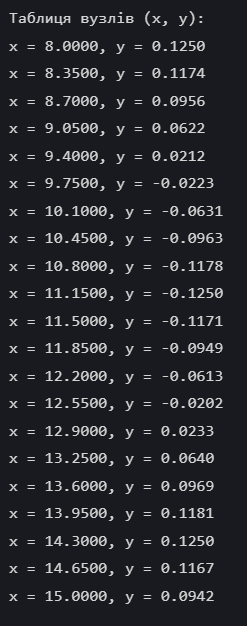 Таблиця вузлів (x, y):
x = 8.0000, y = 0.1250
x = 8.3500, y = 0.1174
x = 8.7000, y = 0.0956
x = 9.0500, y = 0.0622
x = 9.4000, y = 0.0212
x = 9.7500, y = -0.0223
x = 10.1000, y = -0.0631
x = 10.4500, y = -0.0963
x = 10.8000, y = -0.1178
x = 11.1500, y = -0.1250
x = 11.5000, y = -0.1171
x = 11.8500, y = -0.0949
x = 12.2000, y = -0.0613
x = 12.5500, y = -0.0202
x = 12.9000, y = 0.0233
x = 13.2500, y = 0.0640
x = 13.6000, y = 0.0969
x = 13.9500, y = 0.1181
x = 14.3000, y = 0.1250
x = 14.6500, y = 0.1167
x = 15.0000, y = 0.0942